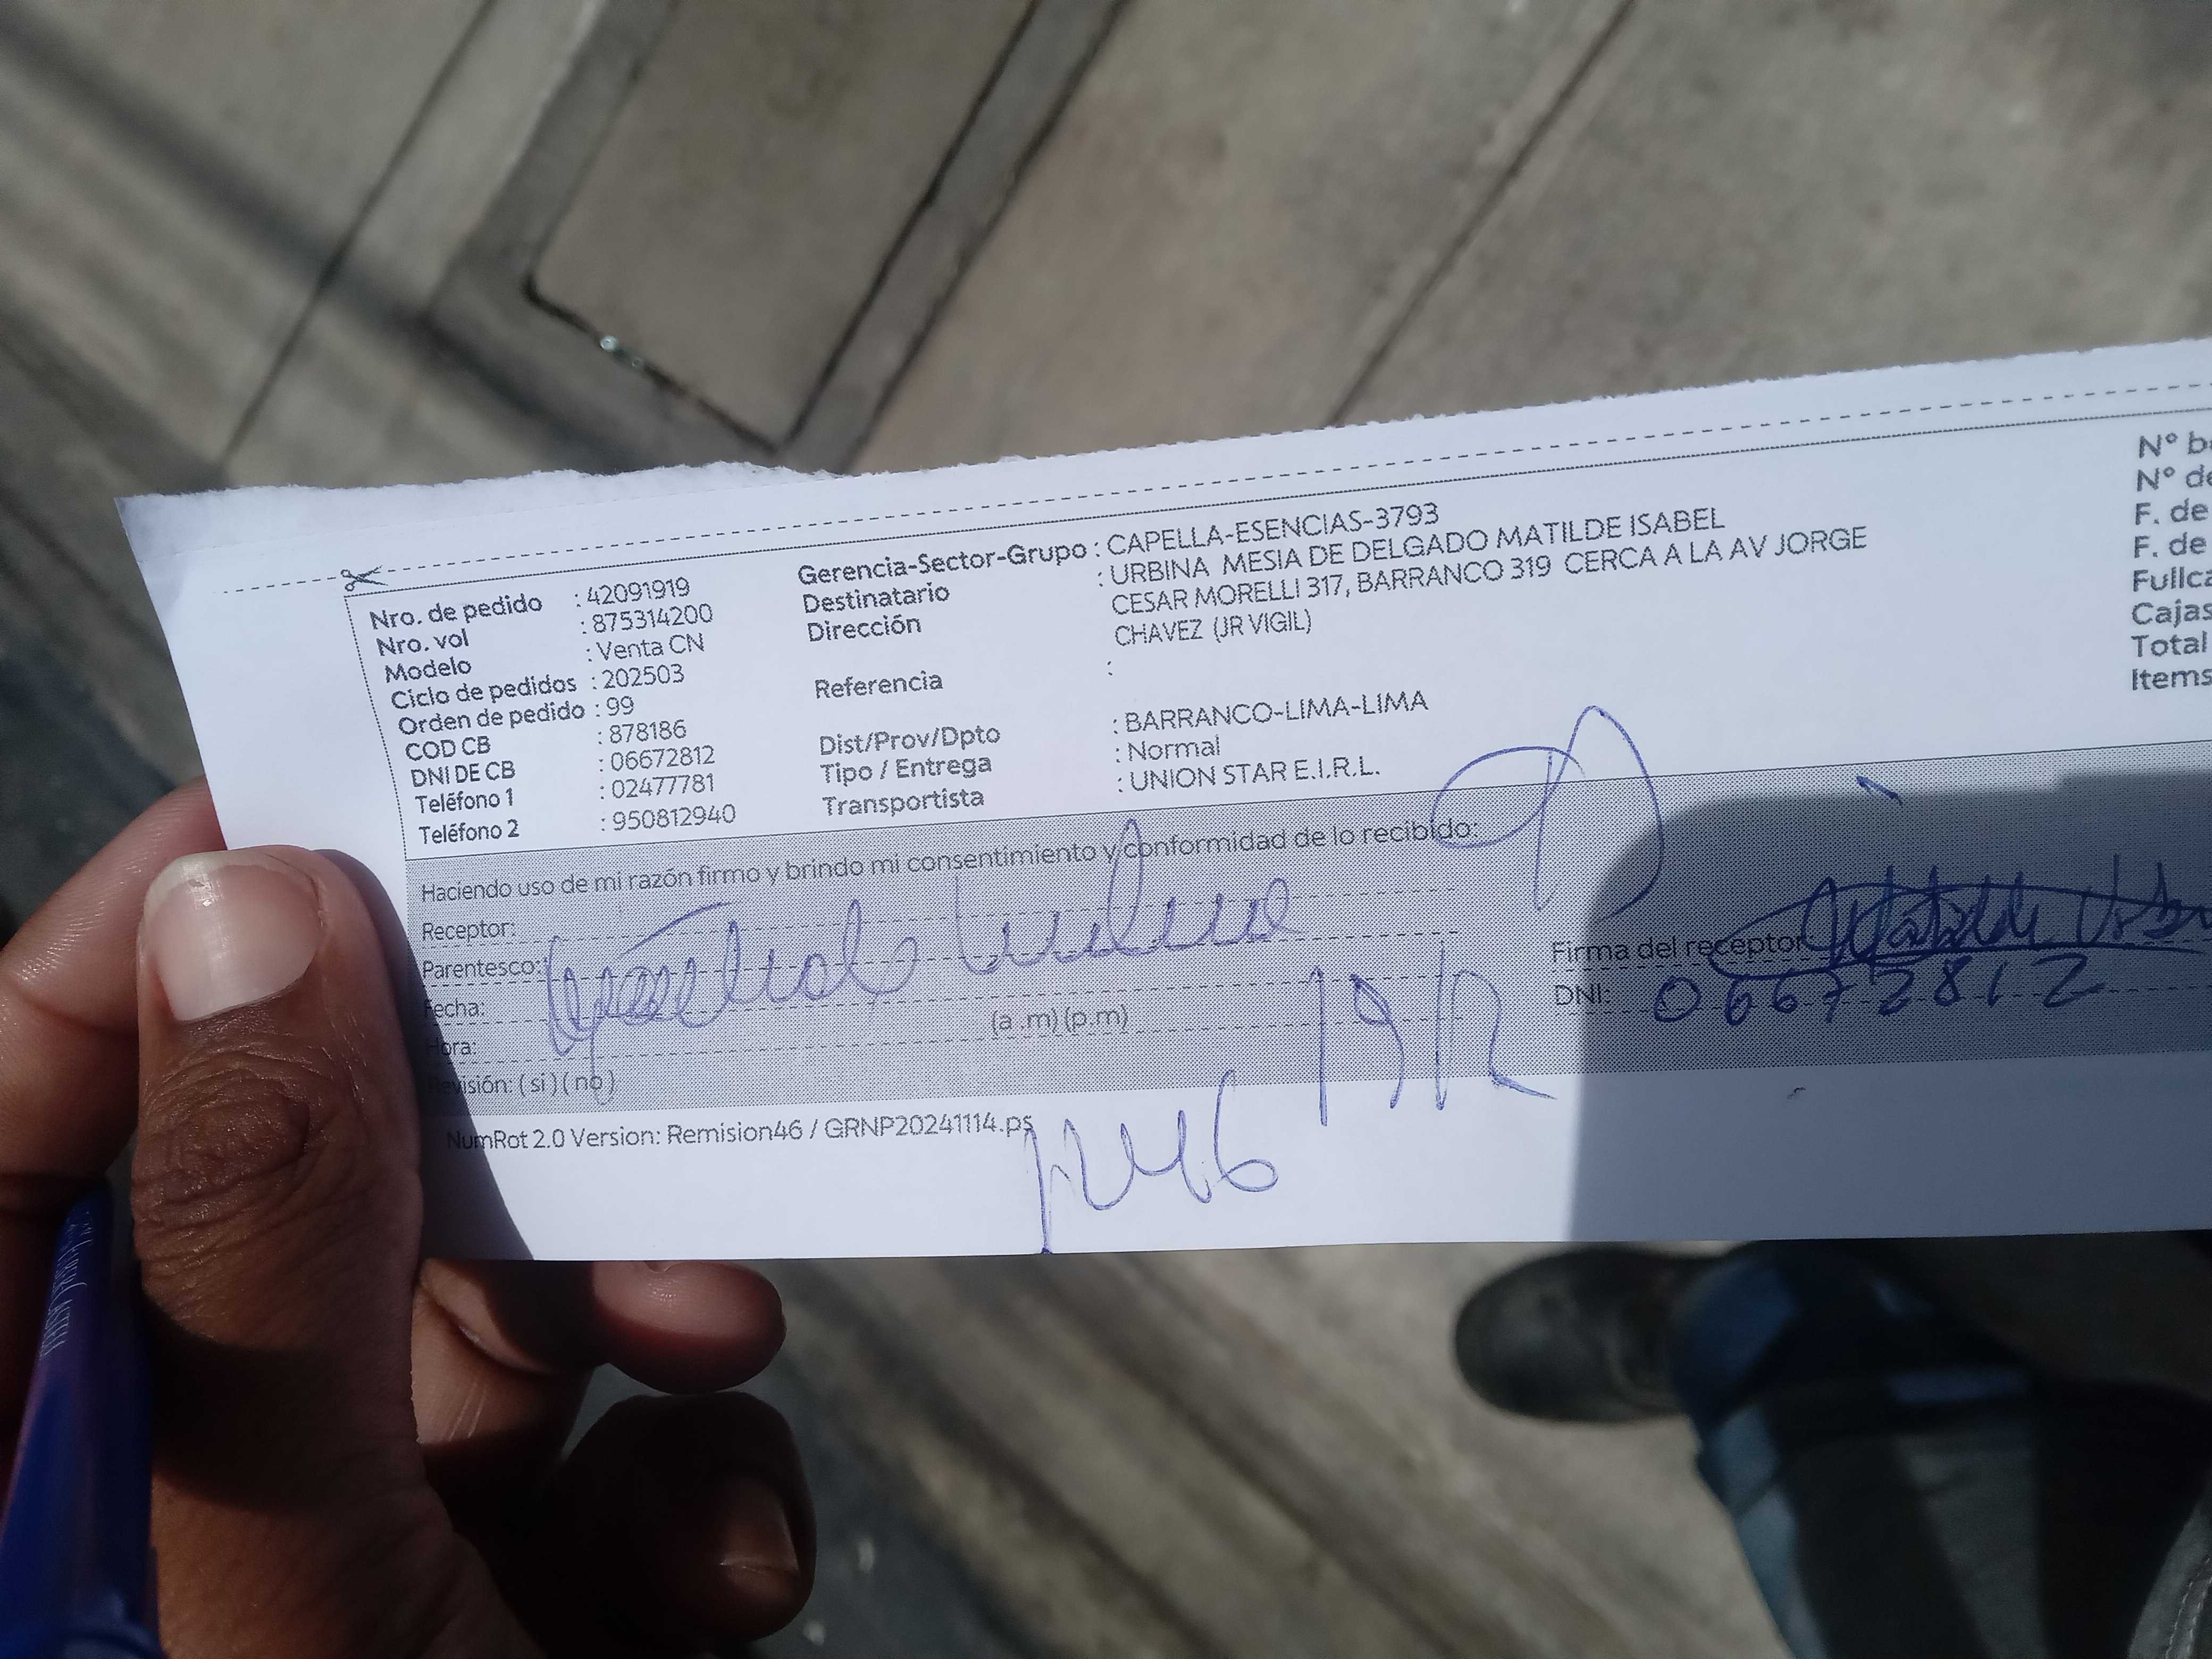 Nro. de pedido : 42091919
Nro. vol : 875314200
Modelo : Venta CN
Ciclo de pedidos : 202503
Orden de pedido : 99
COD CB : 878186
DNI DE CB : 06672812
Teléfono 1 : 02477781
Teléfono 2 : 950812940
Gerencia-Sector-Grupo : CAPELLA-ESENCIAS-3793
Destinatario : URBINA MESIA DE DELGADO MATILDE ISABEL
Dirección CESAR MORELLI 317, BARRANCO 319 CERCA A LA AV JORGE
CHAVEZ (JR VIGIL)
Referencia :
Dist/Prov/Dpto : BARRANCO-LIMA-LIMA
Tipo / Entrega : Normal
Transportista : UNION STAR E.I.R.L.
Nº
Nº
F. de
F. de
Cajas
Total
Items
Haciendo uso de mi razón firmo y brindo mi consentimiento y conformidad de lo recibido:
Receptor:
Parentesco:
Fecha:
Hora: (a .m) (p.m)
Revisión: ( si ) ( no )
19/12
1246
Firma del receptor Matilde
DNI: 06672812
NumRot 2.0 Version: Remision46 / GRNP20241114.ps